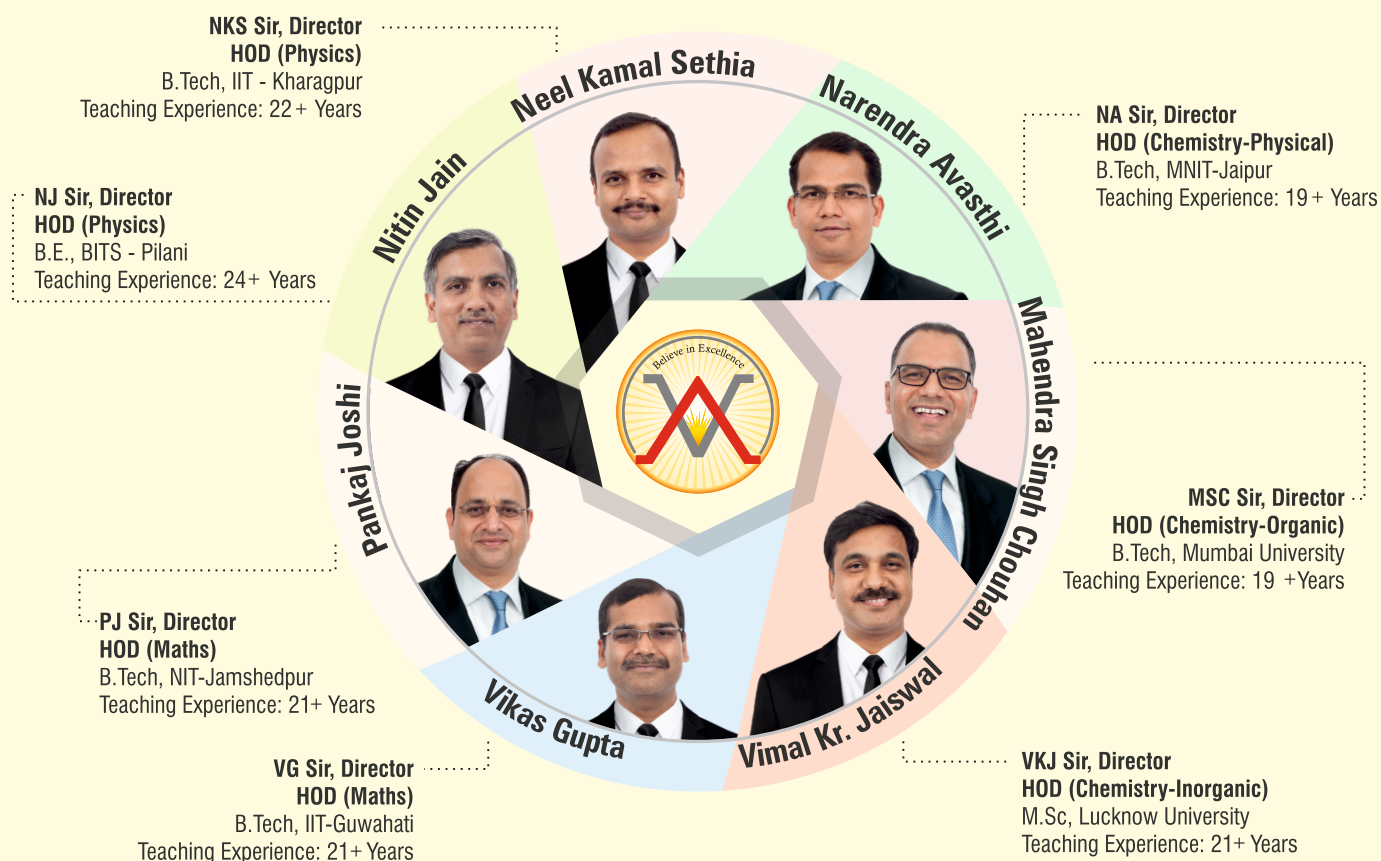 NKS Sir, Director
HOD (Physics)
B.Tech, IIT - Kharagpur
Teaching Experience: 22+ Years
Neel Kamal Sethia
Narendra Avasthi
NA Sir, Director
HOD (Chemistry-Physical)
B.Tech, MNIT-Jaipur
Teaching Experience: 19+ Years
NJ Sir, Director
HOD (Physics)
B.E., BITS - Pilani
Teaching Experience: 24+ Years
Nitin Jain
Mahendra Singh Chouhan
Believe in Excellence
Pankaj Joshi
MSC Sir, Director
HOD (Chemistry-Organic)
B.Tech, Mumbai University
Teaching Experience: 19 +Years
PJ Sir, Director
HOD (Maths)
B.Tech, NIT-Jamshedpur
Teaching Experience: 21+ Years
Vikas Gupta
Vimal Kr. Jaiswal
VG Sir, Director
HOD (Maths)
B.Tech, IIT-Guwahati
Teaching Experience: 21+ Years
VKJ Sir, Director
HOD (Chemistry-Inorganic)
M.Sc, Lucknow University
Teaching Experience: 21+ Years